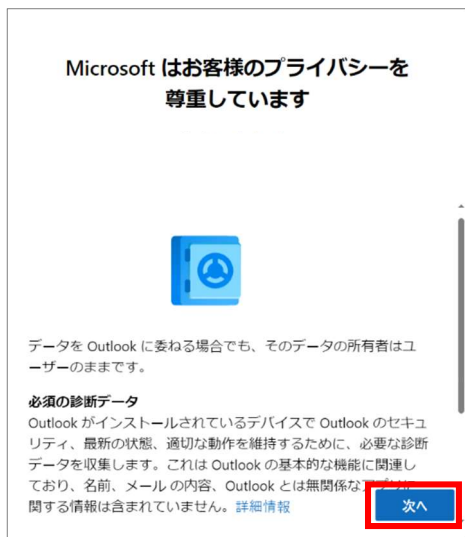 Microsoft はお客様のプライバシーを
尊重しています
データを Outlook に委ねる場合でも、そのデータの所有者はユ
ーザーのままです。
必須の診断データ
Outlook がインストールされているデバイスで Outlook のセキュ
リティ、最新の状態、適切な動作を維持するために、必要な診断
データを収集します。これは Outlook の基本的な機能に関連し
ており、名前、メール の内容、Outlook とは無関係な
関する情報は含まれていません。詳細情報
次へ